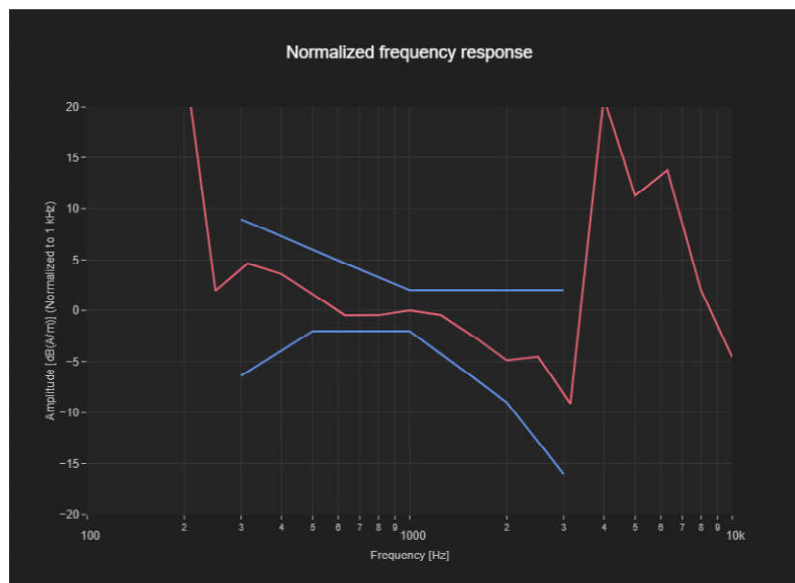 Normalized frequency response
Amplitude [dB(A/m)] (Normalized to 1 kHz)
20
15
10
5
0
−5
−10
−15
−20
100 2 3 4 5 6 7 8 9 1000 2 3 4 5 6 7 8 9 10k
Frequency [Hz]